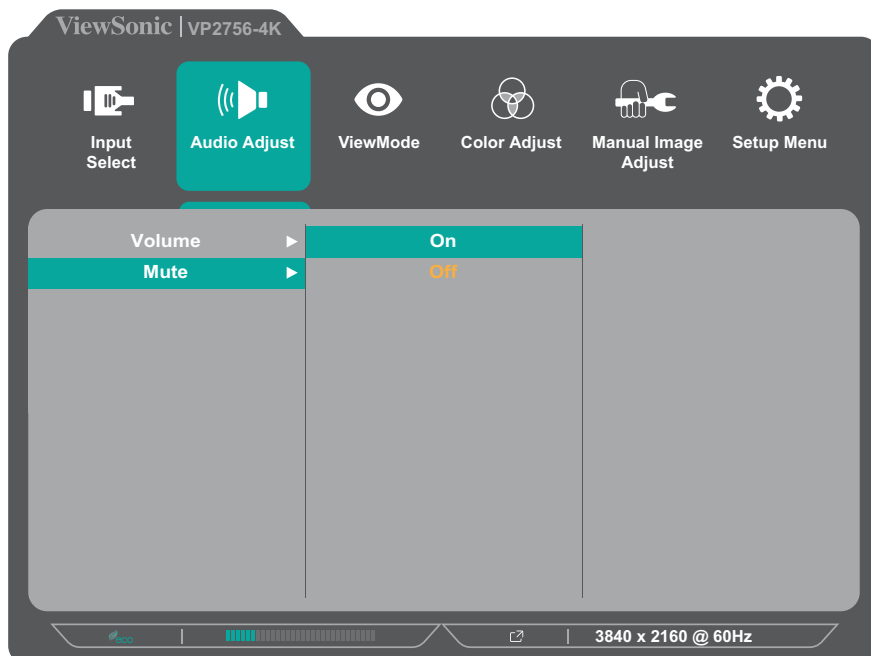 ViewSonic | VP2756-4K
Input
Select
Audio Adjust
ViewMode
Color Adjust
Manual Image
Adjust
Setup Menu
Volume
On
Mute
Off
eco
3840 x 2160 @ 60Hz